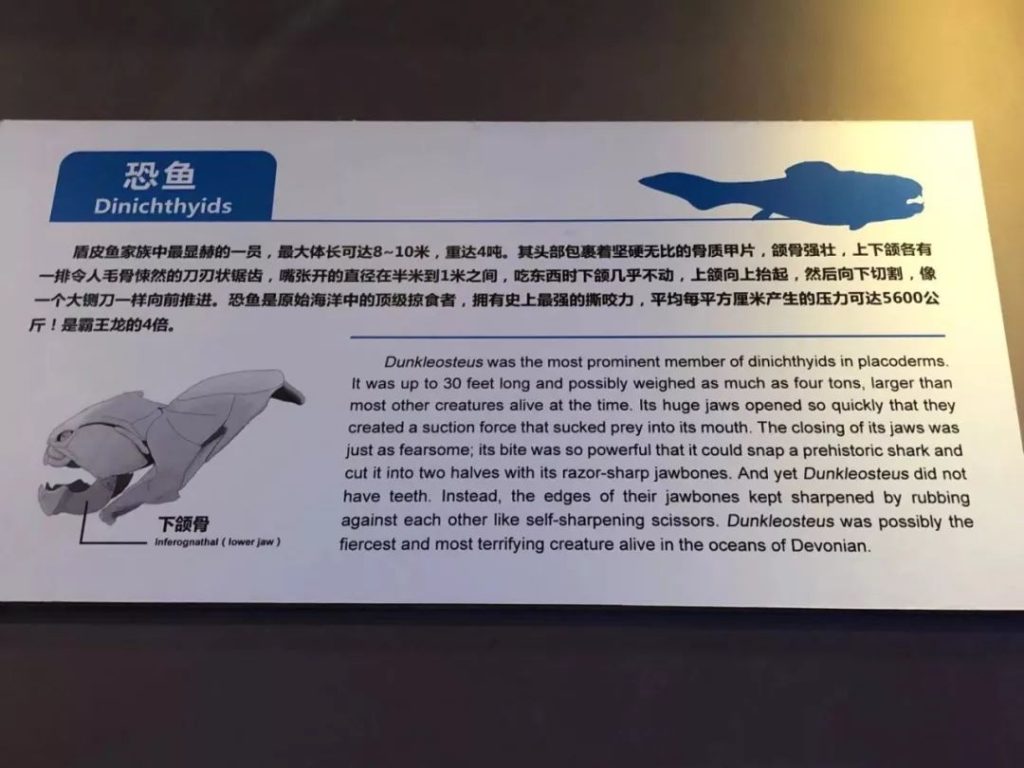 恐鱼
Dinichthyids
盾皮鱼家族中最显赫的一员，最大体长可达8~10米，重达4吨。其头部包裹着坚硬无比的骨质甲片，颌骨强壮，上下颌各有
一排令人毛骨悚然的刀刃状锯齿，嘴张开的直径在半米到1米之间，吃东西时下颌几乎不动，上颌向上抬起，然后向下切割，像
一个大铡刀一样向前推进。恐鱼是原始海洋中的顶级掠食者，拥有史上最强的撕咬力，平均每平方厘米产生的压力可达5600公
斤！是霸王龙的4倍。
Dunkleosteus was the most prominent member of dinichthyids in placoderms.
It was up to 30 feet long and possibly weighed as much as four tons, larger than
most other creatures alive at the time. Its huge jaws opened so quickly that they
created a suction force that sucked prey into its mouth. The closing of its jaws was
just as fearsome; its bite was so powerful that it could snap a prehistoric shark and
cut it into two halves with its razor-sharp jawbones. And yet Dunkleosteus did not
have teeth. Instead, the edges of their jawbones kept sharpened by rubbing
against each other like self-sharpening scissors. Dunkleosteus was possibly the
fiercest and most terrifying creature alive in the oceans of Devonian.
下颌骨
Inferognathal ( lower jaw )